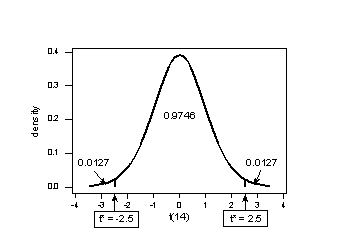 0.4
0.3
0.2
0.1
0.0
density
0.9746
0.0127
0.0127
-4 -3 -2 -1 0 1 2 3 4
t(14)
t* = -2.5
t* = 2.5